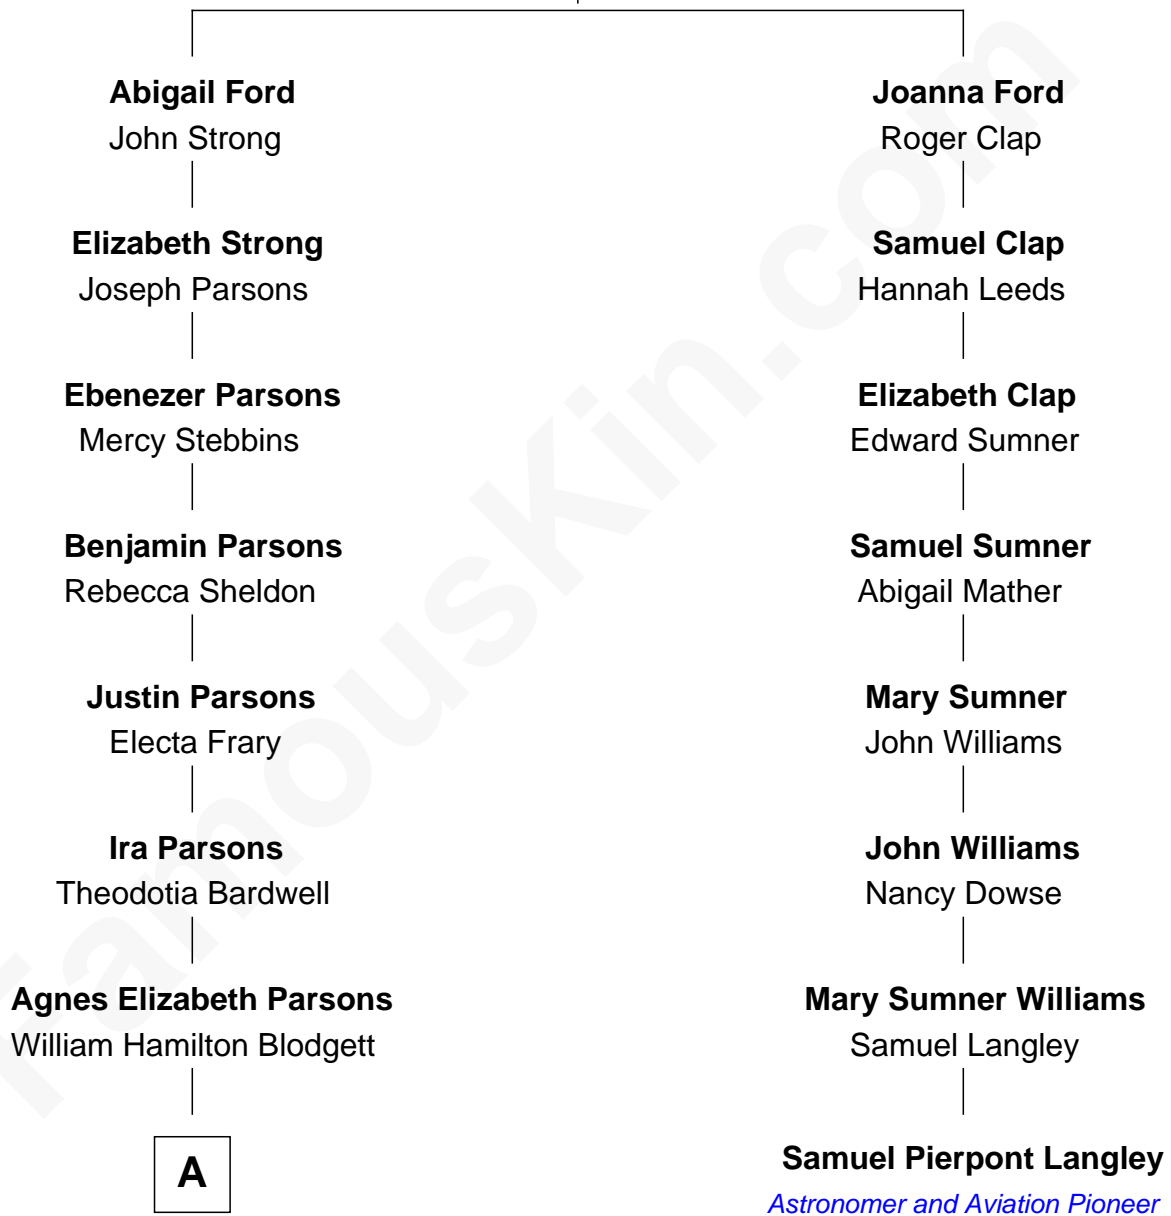 Abigail Ford
John Strong
Elizabeth Strong
Joseph Parsons
Ebenezer Parsons
Mercy Stebbins
Benjamin Parsons
Rebecca Sheldon
Justin Parsons
Electa Frary
Ira Parsons
Theodotia Bardwell
Agnes Elizabeth Parsons
William Hamilton Blodgett
A
Joanna Ford
Roger Clap
Samuel Clap
Hannah Leeds
Elizabeth Clap
Edward Sumner
Samuel Sumner
Abigail Mather
Mary Sumner
John Williams
John Williams
Nancy Dowse
Mary Sumner Williams
Samuel Langley
Samuel Pierpont Langley
Astronomer and Aviation Pioneer
FamousKin.com